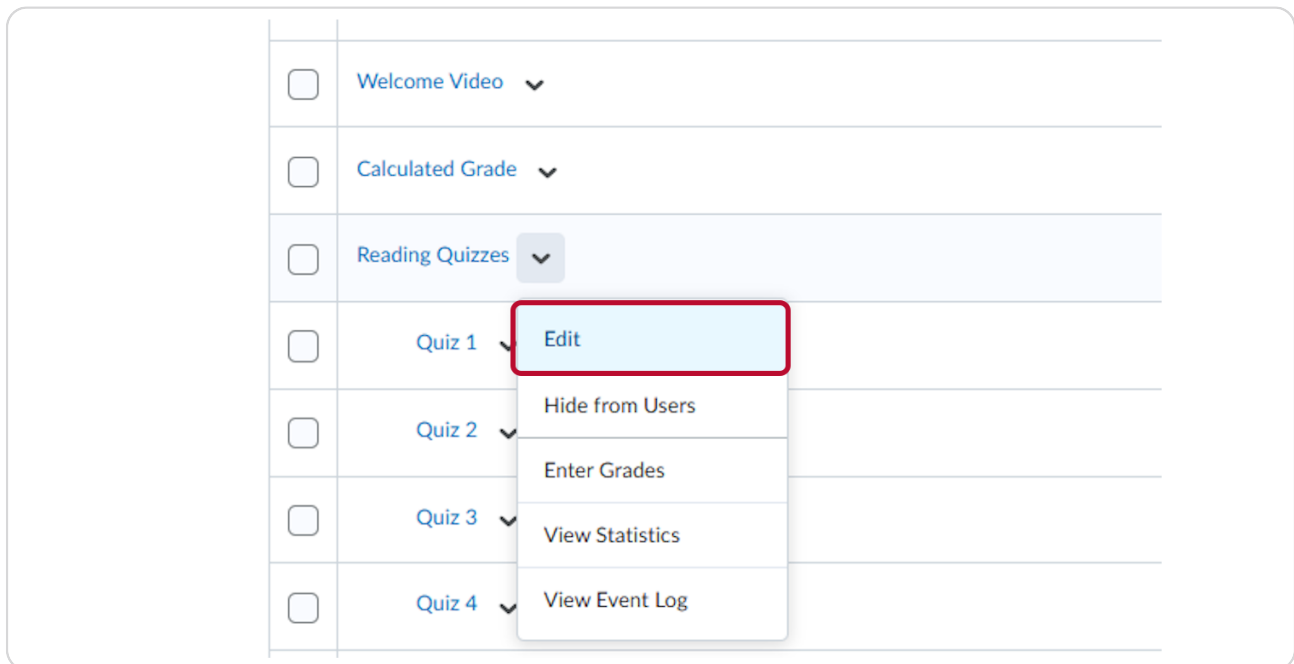 Welcome Video
Calculated Grade
Reading Quizzes
Quiz 1
Edit
Hide from Users
Quiz 2
Enter Grades
Quiz 3
View Statistics
Quiz 4
View Event Log